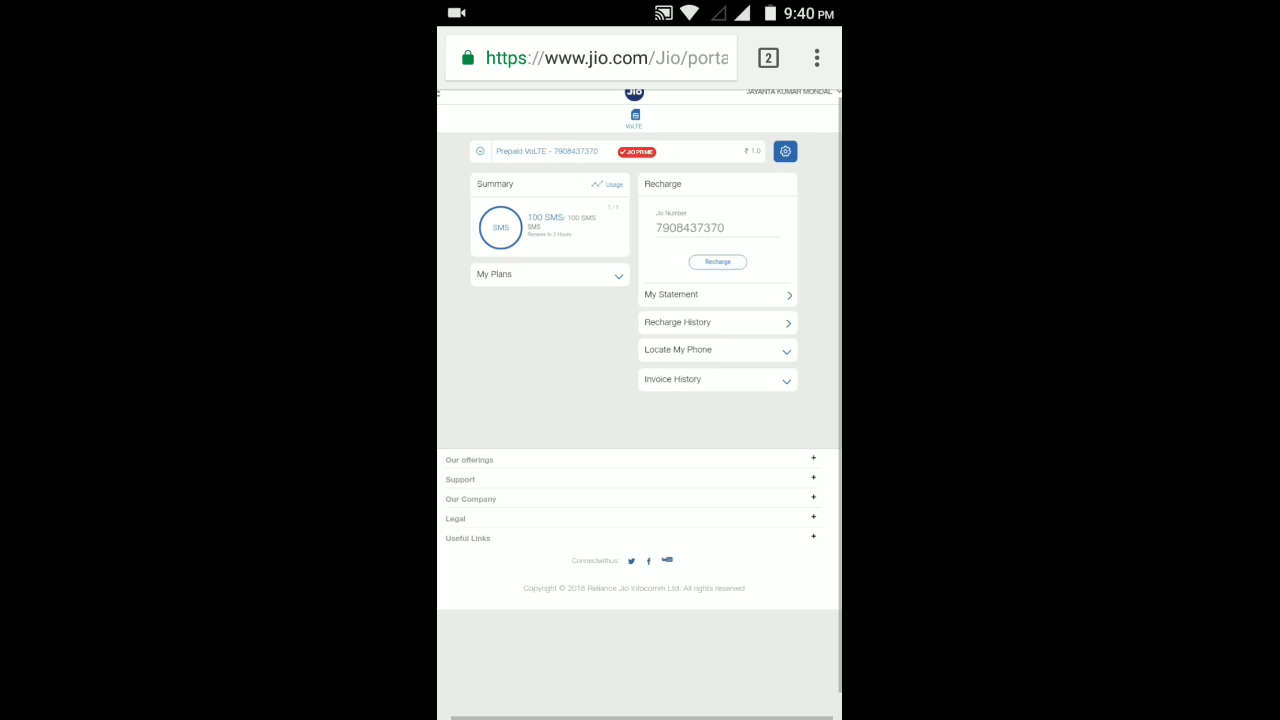 9:40 PM
https://www.jio.com/Jio/porta
2
Jio
JAYANTA KUMAR MONDAL
VoLTE
Prepaid VoLTE - 7908437370
JIO PRIME
₹ 1.0
Summary
Usage
1 / 1
SMS
100 SMS/ 100 SMS
SMS
Renews in 3 Hours
My Plans
Recharge
Jio Number
7908437370
Recharge
My Statement
Recharge History
Locate My Phone
Invoice History
Our offerings +
Support +
Our Company +
Legal +
Useful Links +
Connectwithus:
Copyright © 2018 Reliance Jio Infocomm Ltd. All rights reserved